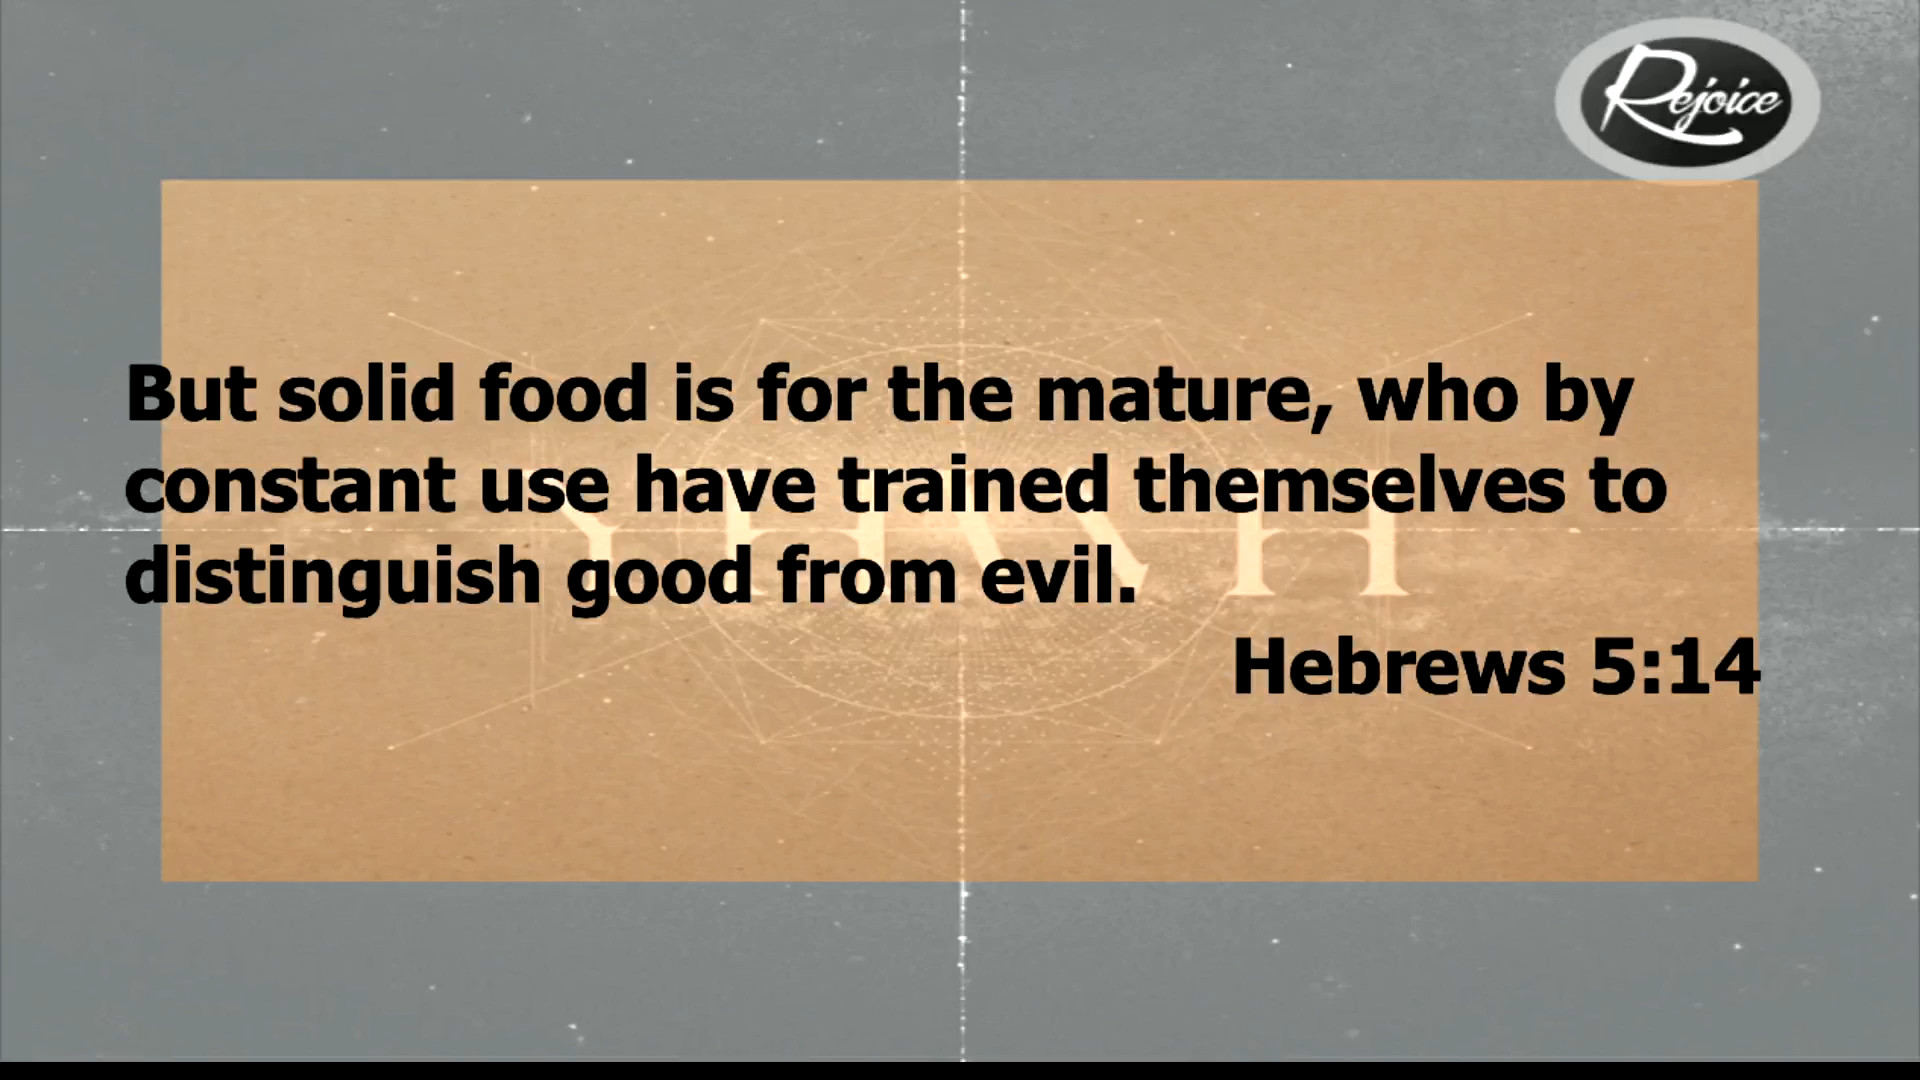 Rejoice
But solid food is for the mature, who by
constant use have trained themselves to
YHWH
distinguish good from evil.
Hebrews 5:14